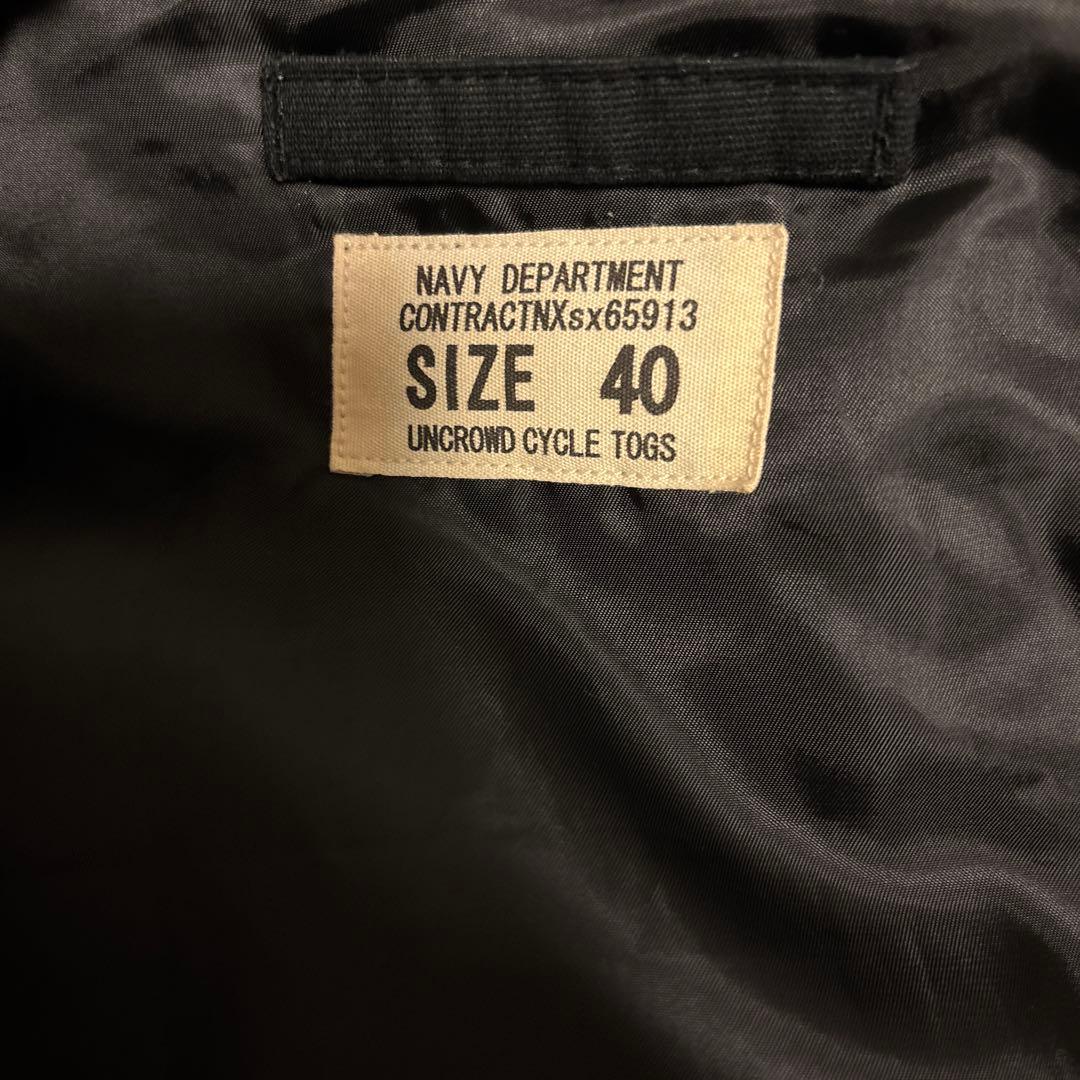 NAVY DEPARTMENT
CONTRACTNXsx65913
SIZE 40
UNCROWD CYCLE TOGS